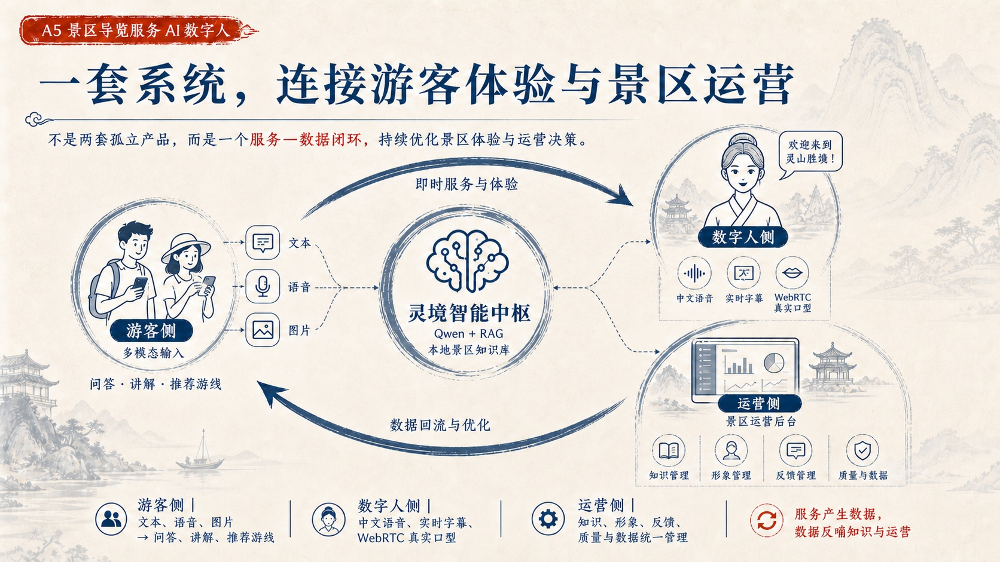 A5 景区导览服务 AI 数字人
一套系统，连接游客体验与景区运营
不是两套孤立产品，而是一个服务—数据闭环，持续优化景区体验与运营决策。
欢迎来到
灵山胜境！
即时服务与体验
数字人侧
中文语音
实时字幕
WebRTC
真实口型
文本
语音
图片
游客侧
多模态输入
问答 · 讲解 · 推荐游线
灵境智能中枢
Qwen + RAG
本地景区知识库
数据回流与优化
运营侧
景区运营后台
知识管理
形象管理
反馈管理
质量与数据
游客侧 |
文本、语音、图片
→ 问答、讲解、推荐游线
数字人侧 |
中文语音、实时字幕、
WebRTC 真实口型
运营侧 |
知识、形象、反馈、
质量与数据统一管理
服务产生数据，
数据反哺知识与运营